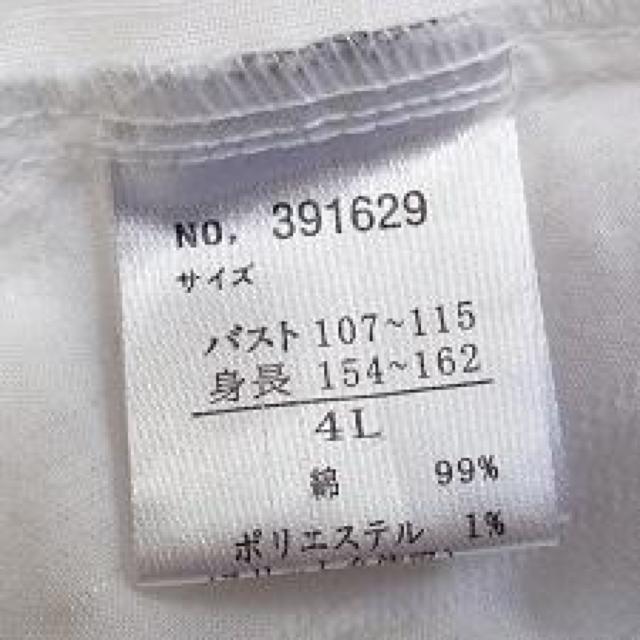 NO. 391629
サイズ
バスト 107~115
身長 154~162
4L
綿 99%
ポリエステル 1%